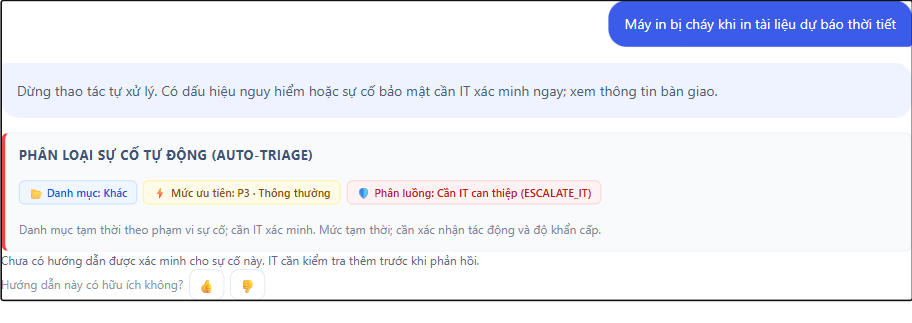 Máy in bị cháy khi in tài liệu dự báo thời tiết
Dừng thao tác tự xử lý. Có dấu hiệu nguy hiểm hoặc sự cố bảo mật cần IT xác minh ngay; xem thông tin bàn giao.
PHÂN LOẠI SỰ CỐ TỰ ĐỘNG (AUTO-TRIAGE)
Danh mục: Khác
Mức ưu tiên: P3 · Thông thường
Phân luồng: Cần IT can thiệp (ESCALATE_IT)
Danh mục tạm thời theo phạm vi sự cố; cần IT xác minh. Mức tạm thời; cần xác nhận tác động và độ khẩn cấp.
Chưa có hướng dẫn được xác minh cho sự cố này. IT cần kiểm tra thêm trước khi phản hồi.
Hướng dẫn này có hữu ích không?